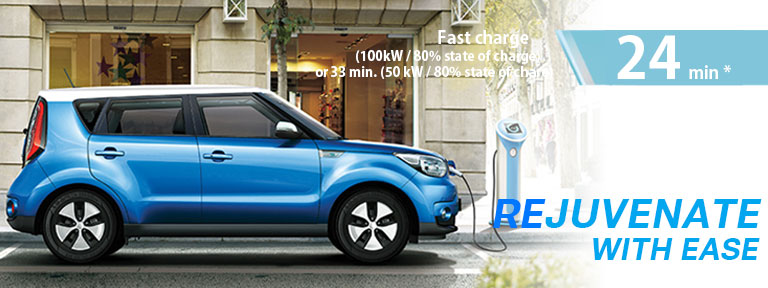 Fast charge
(100kW / 80% state of charge)
or 33 min. (50 kW / 80% state of char
24 min *
REJUVENATE
WITH EASE